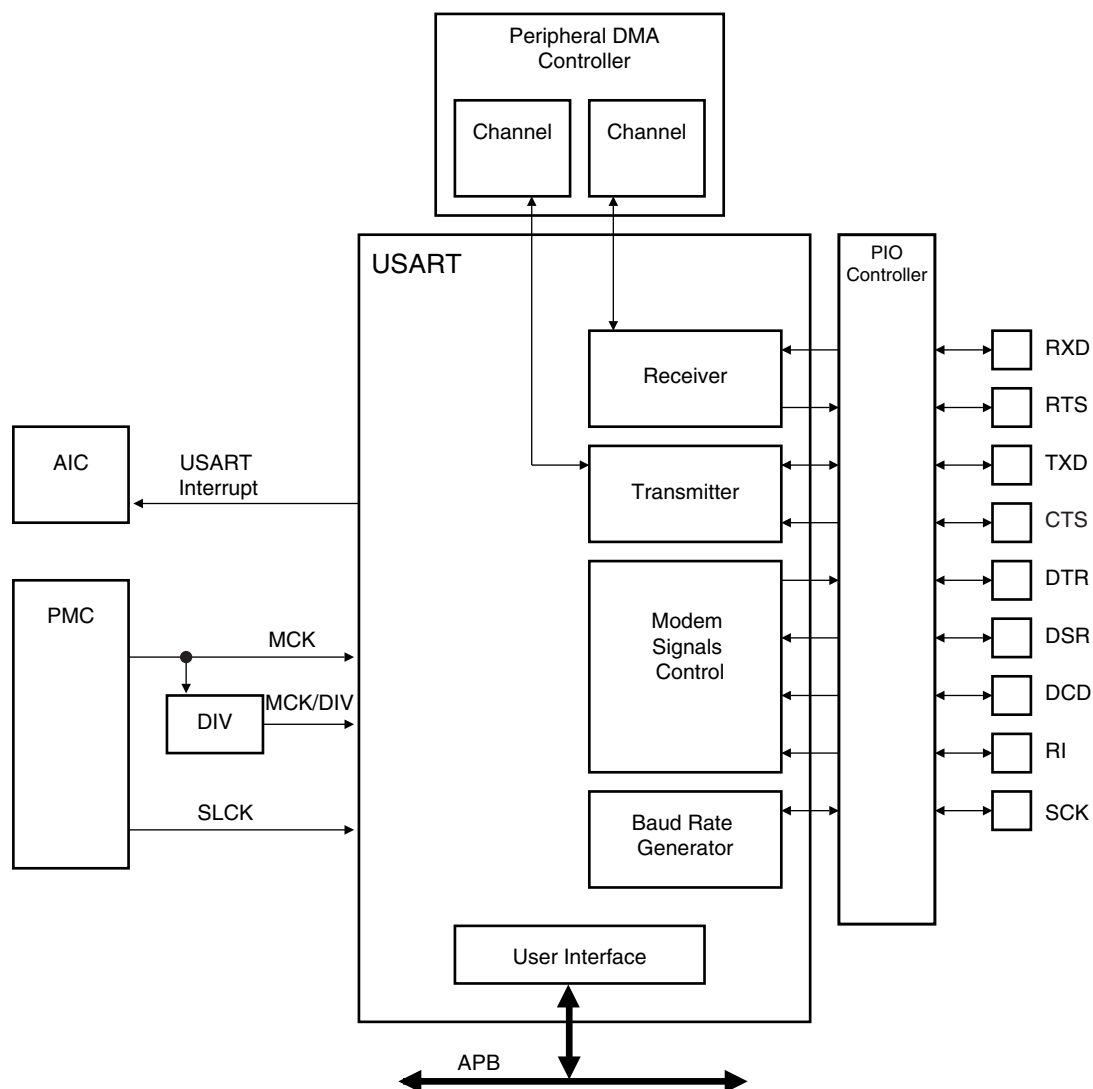 Peripheral DMA
Controller
Channel
Channel
USART
PIO
Controller
Receiver
RXD
RTS
AIC
USART
Interrupt
Transmitter
TXD
CTS
PMC
MCK
DIV
MCK/DIV
SLCK
Modem
Signals
Control
DTR
DSR
DCD
RI
Baud Rate
Generator
SCK
User Interface
APB